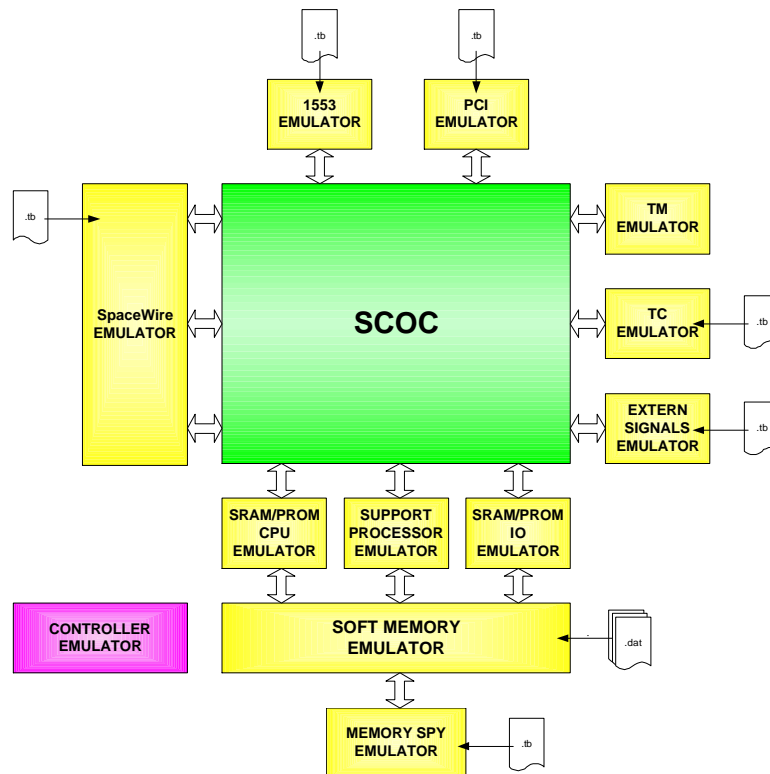 .tb
.tb
1553
EMULATOR
PCI
EMULATOR
.tb
SpaceWire
EMULATOR
SCOC
TM
EMULATOR
TC
EMULATOR
.tb
EXTERN
SIGNALS
EMULATOR
.tb
SRAM/PROM
CPU
EMULATOR
SUPPORT
PROCESSOR
EMULATOR
SRAM/PROM
IO
EMULATOR
CONTROLLER
EMULATOR
SOFT MEMORY
EMULATOR
.dat
MEMORY SPY
EMULATOR
.tb